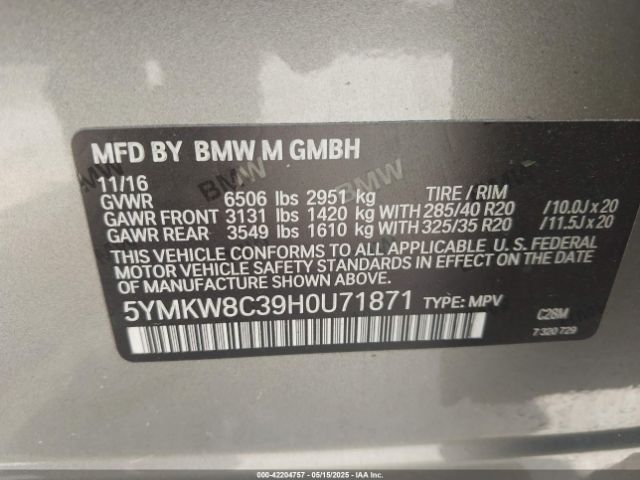 MFD BY BMW M GMBH
11/16
GVWR 6506 lbs 2951 kg TIRE / RIM
GAWR FRONT 3131 lbs 1420 kg WITH 285/40 R20 /10.0J x 20
GAWR REAR 3549 lbs 1610 kg WITH 325/35 R20 /11.5J x 20
THIS VEHICLE CONFORMS TO ALL APPLICABLE U. S. FEDERAL
MOTOR VEHICLE SAFETY STANDARDS IN EFFECT ON THE DATE
OF MANUFACTURE SHOWN ABOVE.
5YMKW8C39H0U71871 TYPE: MPV C28M
7 320 729
000-42204757 - 05/15/2025 - IAA Inc.